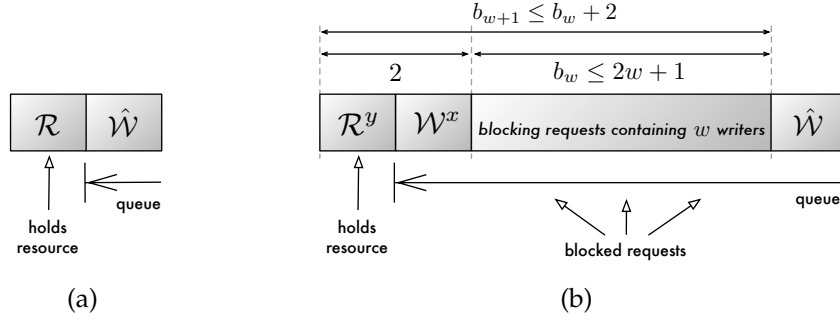 b_{w+1} ≤ b_w + 2
2
b_w ≤ 2w + 1
R
Ŵ
R^y
W^x
blocking requests containing w writers
Ŵ
queue
holds
resource
queue
holds
resource
blocked requests
(a)
(b)